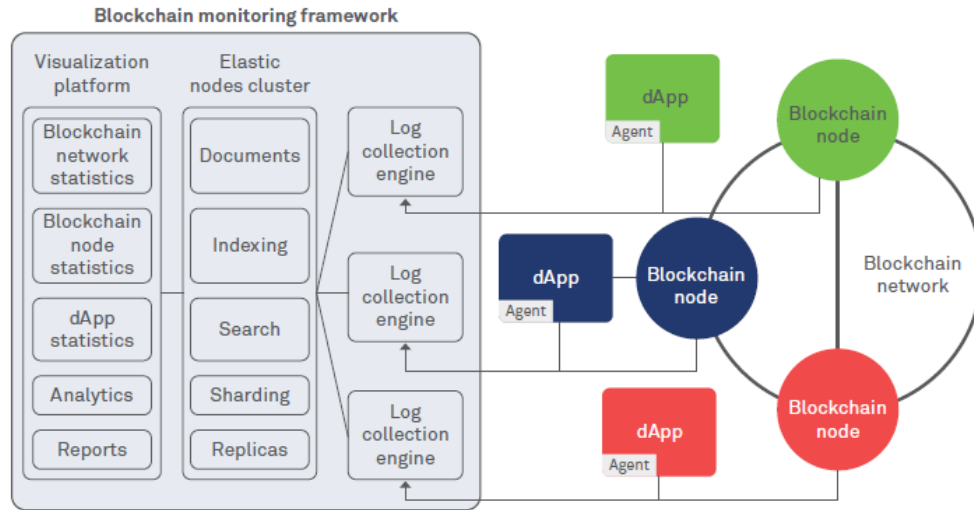 Blockchain monitoring framework
Visualization
platform
Blockchain
network
statistics
Blockchain
node
statistics
dApp
statistics
Analytics
Reports
Elastic
nodes cluster
Documents
Indexing
Search
Sharding
Replicas
Log
collection
engine
Log
collection
engine
Log
collection
engine
dApp
Agent
Blockchain
node
dApp
Agent
Blockchain
node
Blockchain
network
dApp
Agent
Blockchain
node